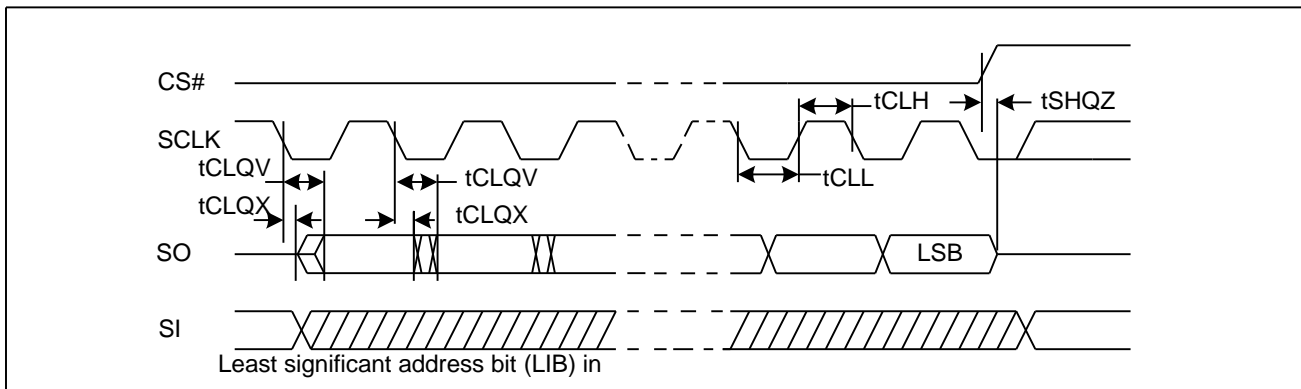 CS#
tCLH
tSHQZ
SCLK
tCLQV
tCLQV
tCLL
tCLQX
tCLQX
SO
LSB
SI
Least significant address bit (LIB) in